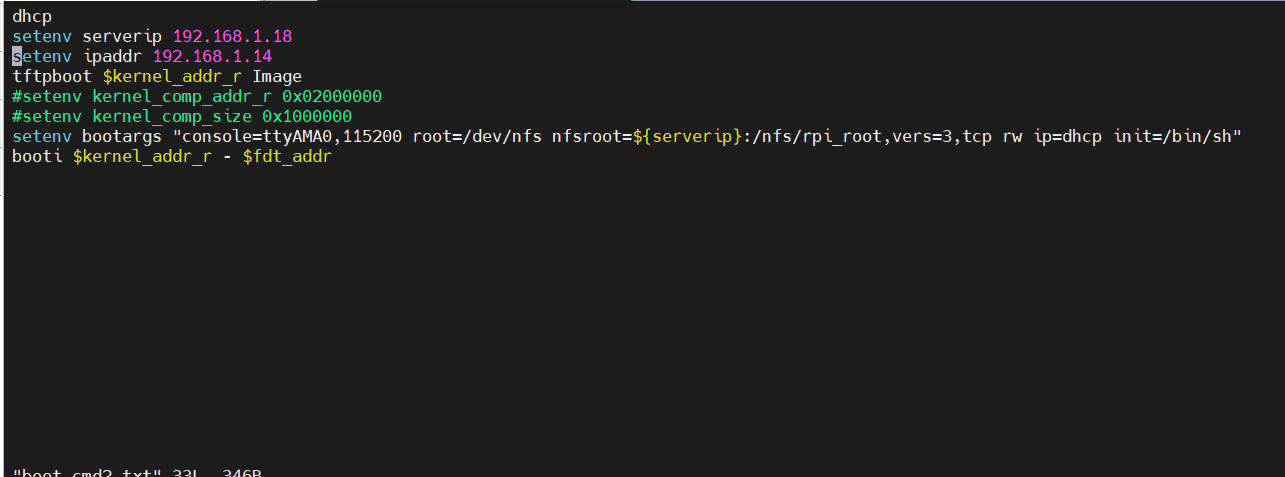 dhcp
setenv serverip 192.168.1.18
setenv ipaddr 192.168.1.14
tftpboot $kernel_addr_r Image
#setenv kernel_comp_addr_r 0x02000000
#setenv kernel_comp_size 0x1000000
setenv bootargs "console=ttyAMA0,115200 root=/dev/nfs nfsroot=${serverip}:/nfs/rpi_root,vers=3,tcp rw ip=dhcp init=/bin/sh"
booti $kernel_addr_r - $fdt_addr
"boot_cmd2.txt" 33L, 346B